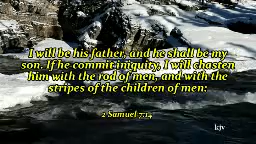 I will be his father, and he shall be my
son. If he commit iniquity, I will chasten
him with the rod of men, and with the
stripes of the children of men:
2 Samuel 7:14
kjv